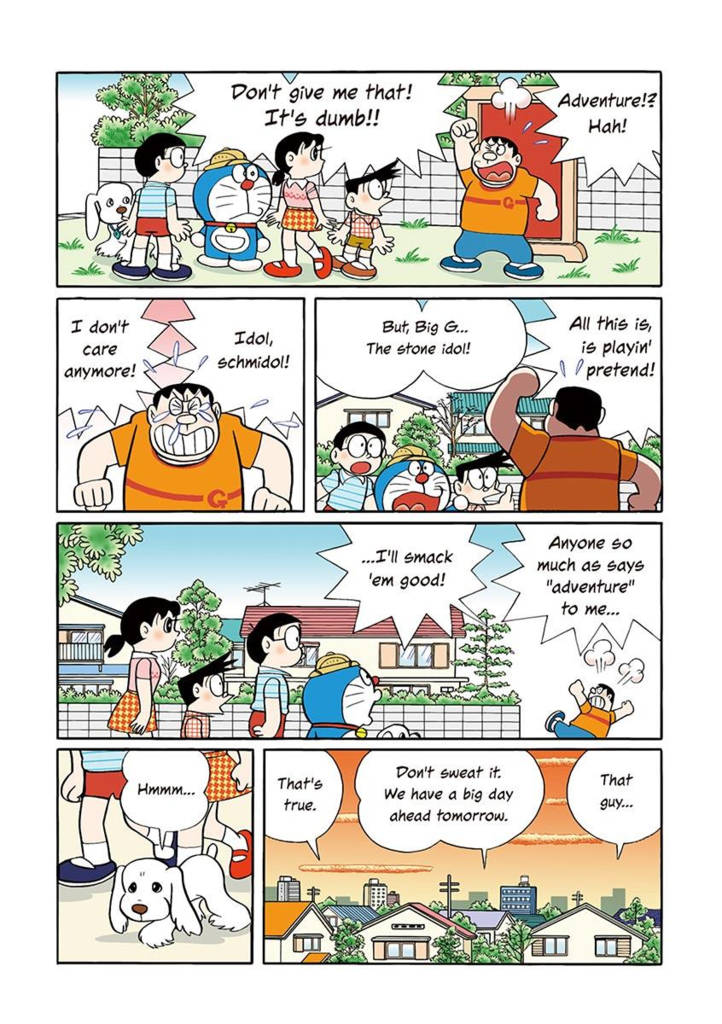 Adventure!?
Hah!
Don't give me that!
It's dumb!!
G
All this is,
is playin'
pretend!
But, Big G...
The stone idol!
Idol,
schmidol!
I don't
care
anymore!
G
Anyone so
much as says
"adventure"
to me...
...I'll smack
'em good!
That
guy...
Don't sweat it.
We have a big day
ahead tomorrow.
That's
true.
Hmmm...